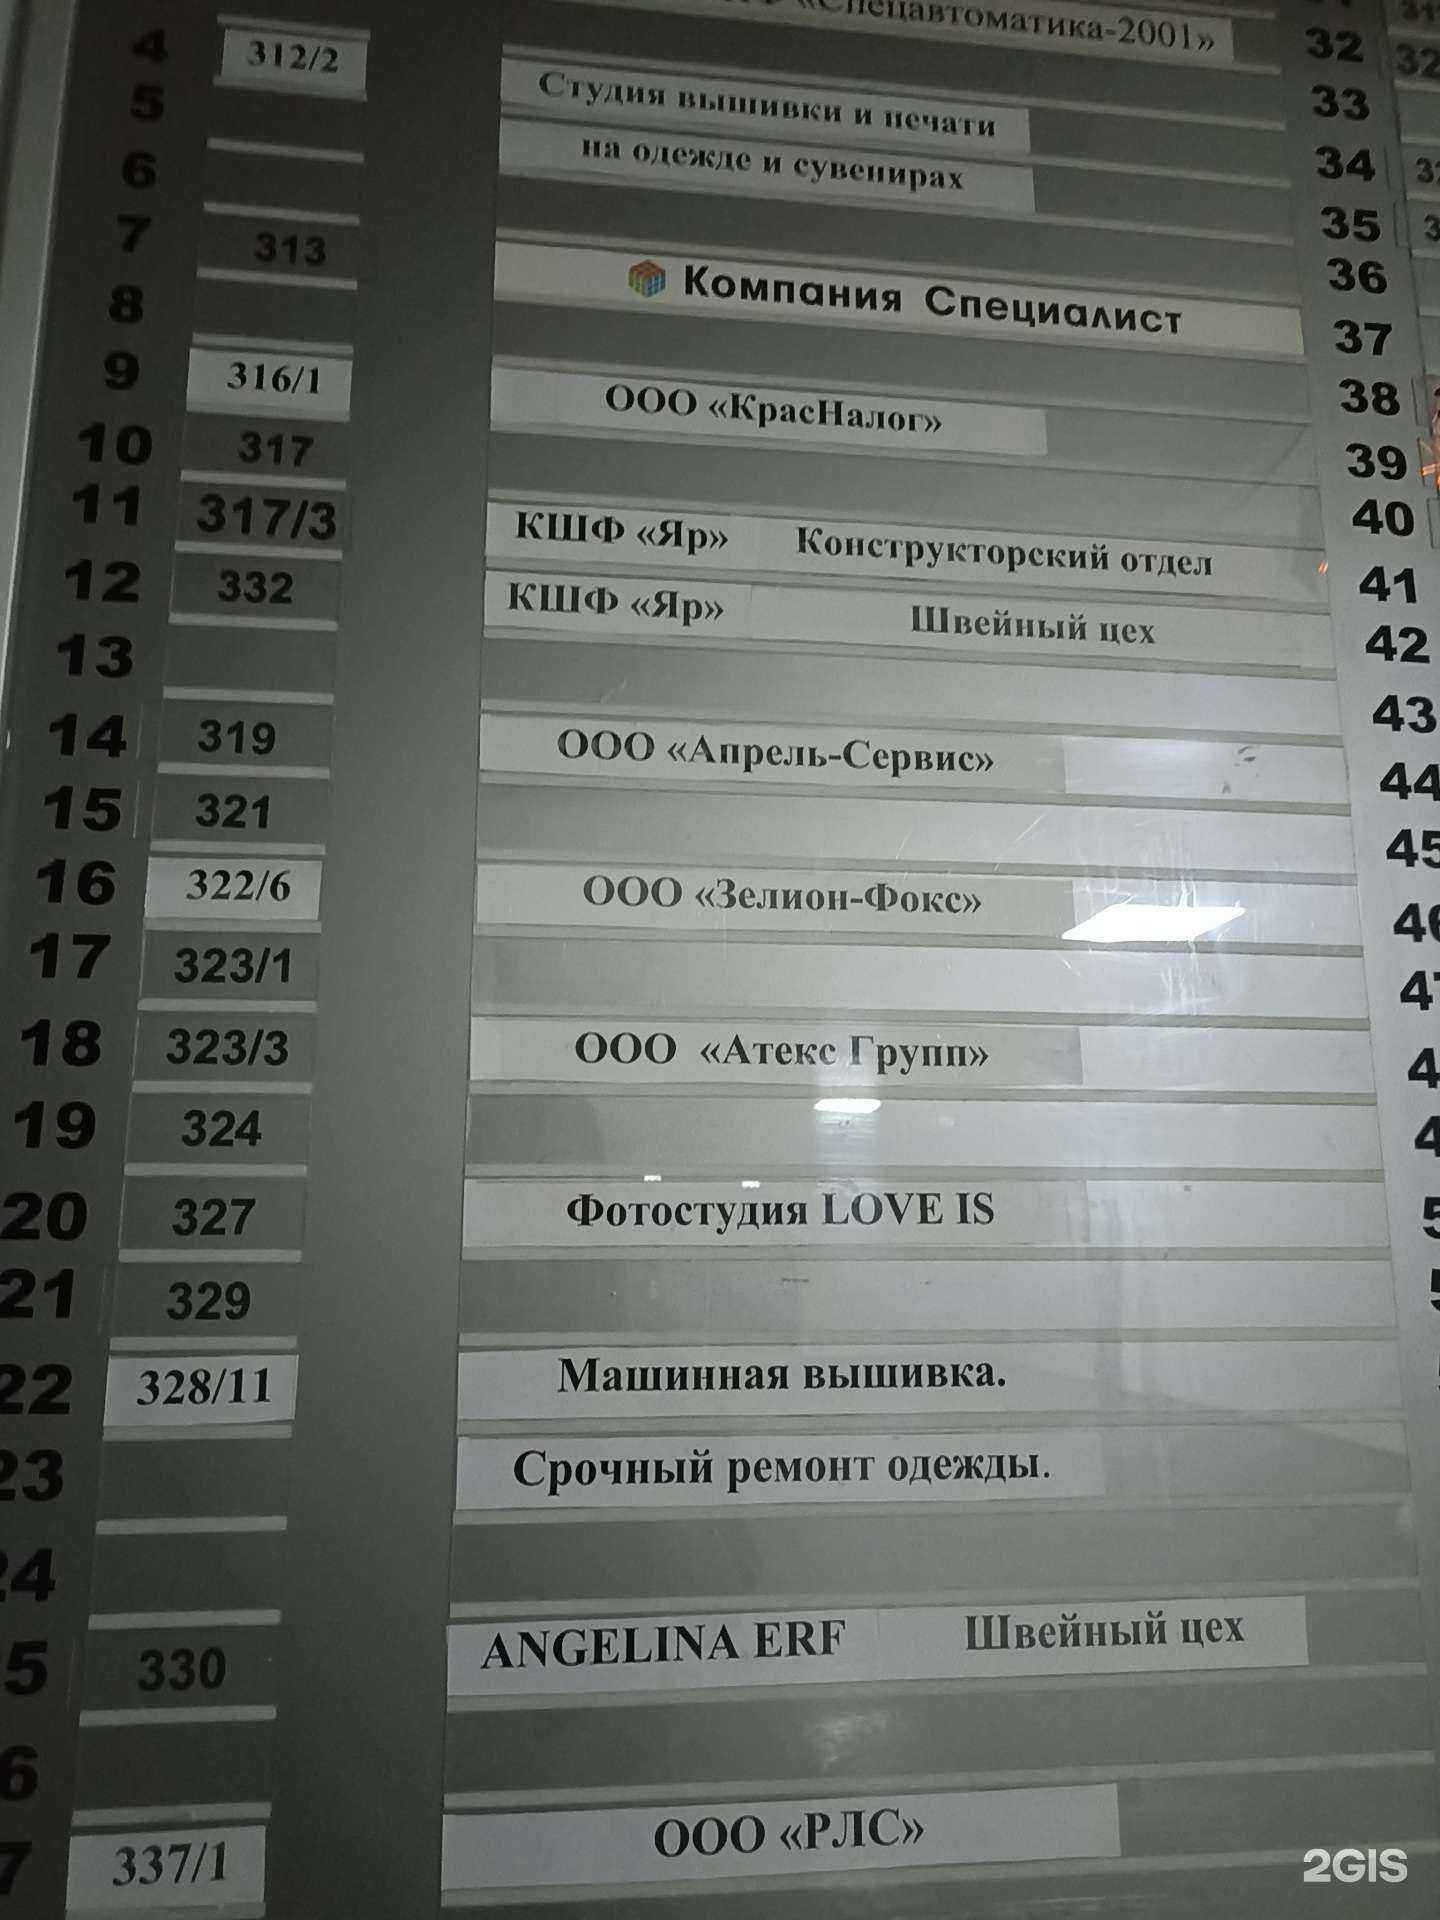 «Спецавтоматика-2001» 32
4 312/2 Студия вышивки и печати 33
5 на одежде и сувенирах 34
6 35
7 313 Компания Специалист 36
8 37
9 316/1 ООО «КрасНалог» 38
10 317 39
11 317/3 КШФ «Яр» Конструкторский отдел 40
12 332 КШФ «Яр» Швейный цех 41
13 42
14 319 ООО «Апрель-Сервис» 43
15 321 44
16 322/6 ООО «Зелион-Фокс» 45
17 323/1 46
18 323/3 ООО «Атекс Групп»
19 324
20 327 Фотостудия LOVE IS
21 329
22 328/11 Машинная вышивка.
23 Срочный ремонт одежды.
24
330 ANGELINA ERF Швейный цех
337/1 ООО «РЛС»
2GIS